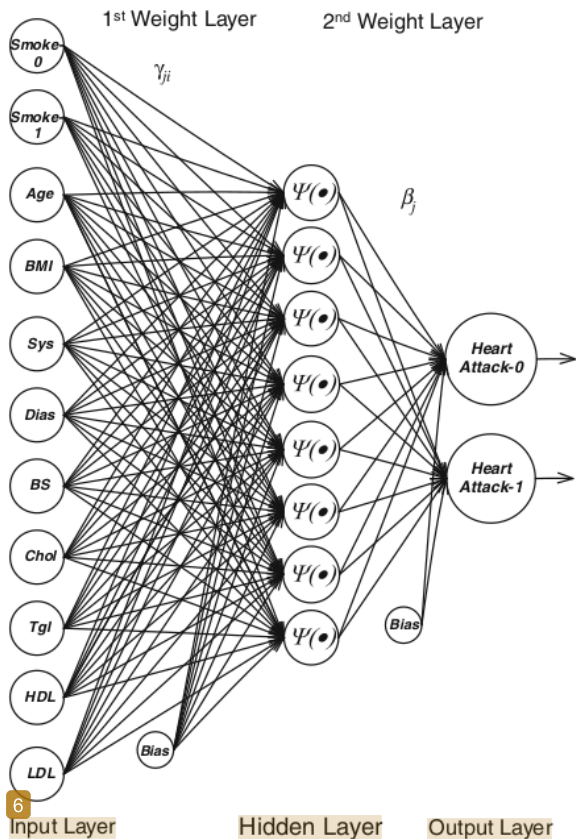 1st Weight Layer
2nd Weight Layer
γji
βj
Smoke-
0
Smoke-
1
Age
BMI
Sys
Dias
BS
Chol
Tgl
HDL
LDL
Bias
Ψ(•)
Ψ(•)
Ψ(•)
Ψ(•)
Ψ(•)
Ψ(•)
Ψ(•)
Ψ(•)
Bias
Heart
Attack-0
Heart
Attack-1
6
Input Layer
Hidden Layer
Output Layer